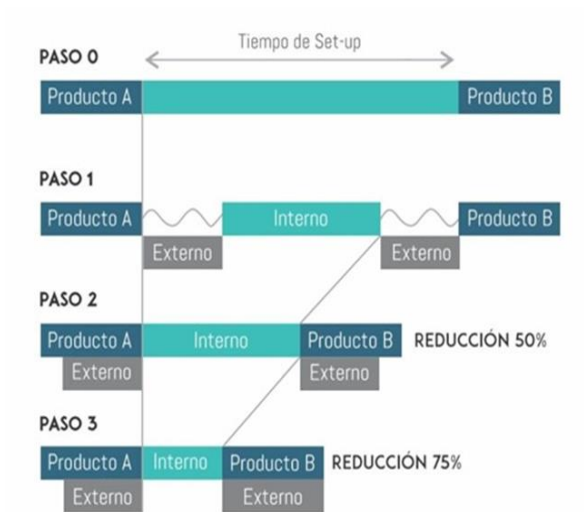 Tiempo de Set-up
PASO 0
Producto A
Producto B
PASO 1
Producto A
Interno
Producto B
Externo
Externo
PASO 2
Producto A
Interno
Producto B
REDUCCIÓN 50%
Externo
Externo
PASO 3
Producto A
Interno
Producto B
REDUCCIÓN 75%
Externo
Externo